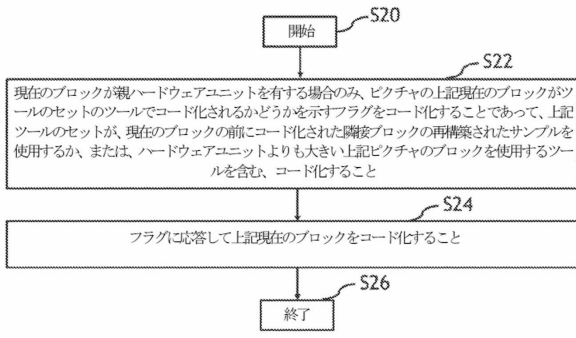 開始
S20
S22
現在のブロックが親ハードウェアユニットを有する場合のみ、ピクチャの上記現在のブロックがツ
ールのセットのツールでコード化されるかどうかを示すフラグをコード化することであって、上記
ツールのセットが、現在のブロックの前にコード化された隣接ブロックの再構築されたサンプルを
使用するか、または、ハードウェアユニットよりも大きい上記ピクチャのブロックを使用するツー
ルを含む、コード化すること
S24
フラグに応答して上記現在のブロックをコード化すること
S26
終了